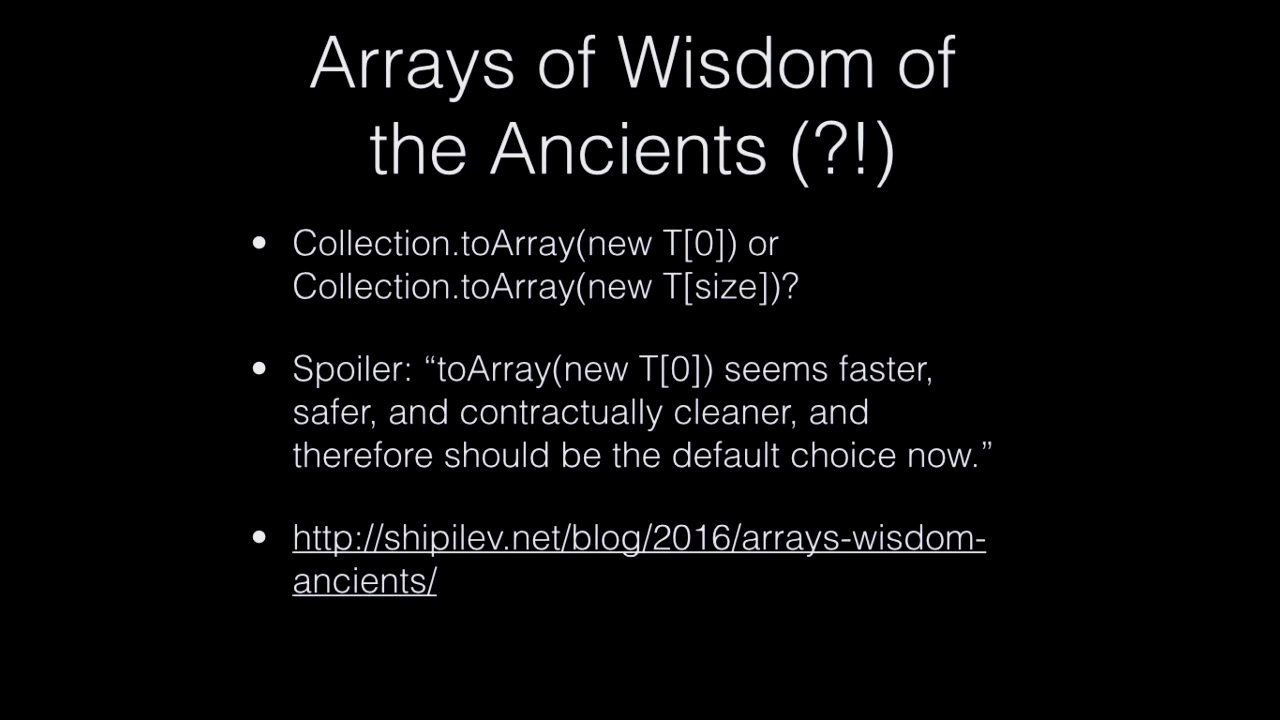 Arrays of Wisdom of
the Ancients (?!)
• Collection.toArray(new T[0]) or
Collection.toArray(new T[size])?
• Spoiler: “toArray(new T[0]) seems faster,
safer, and contractually cleaner, and
therefore should be the default choice now.”
• http://shipilev.net/blog/2016/arrays-wisdom-
ancients/